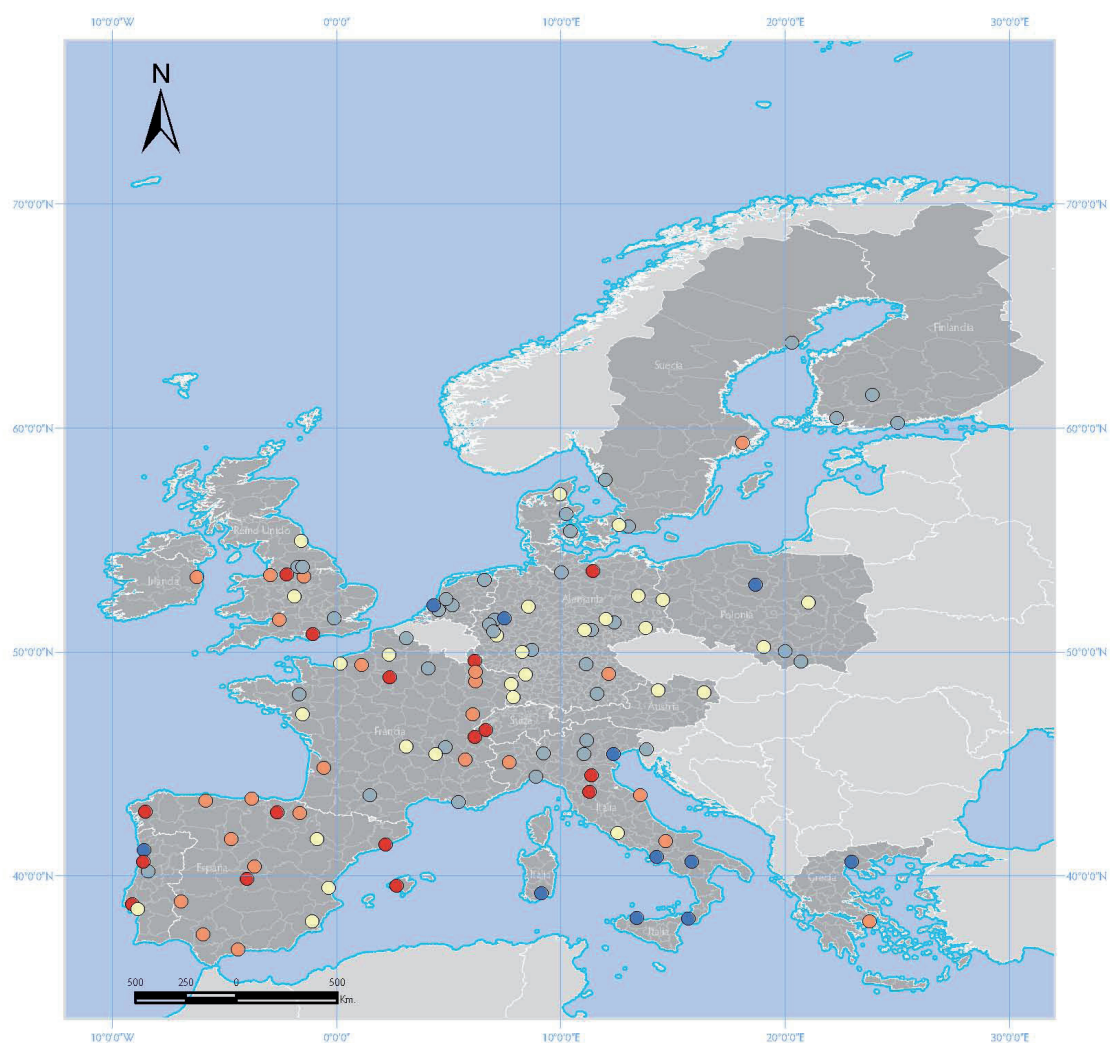 10°0'0"W 0°0'0" 10°0'0"E 20°0'0"E 30°0'0"E
N
70°0'0"N 70°0'0"N
Finlandia
Suecia
60°0'0"N 60°0'0"N
Reino Unido
Irlanda
Alemania
Polonia
50°0'0"N 50°0'0"N
Austria
Suiza
Francia
Italia
España
40°0'0"N 40°0'0"N
Italia
Grecia
Italia
500 250 0 500
Km.
10°0'0"W 0°0'0" 10°0'0"E 20°0'0"E 30°0'0"E